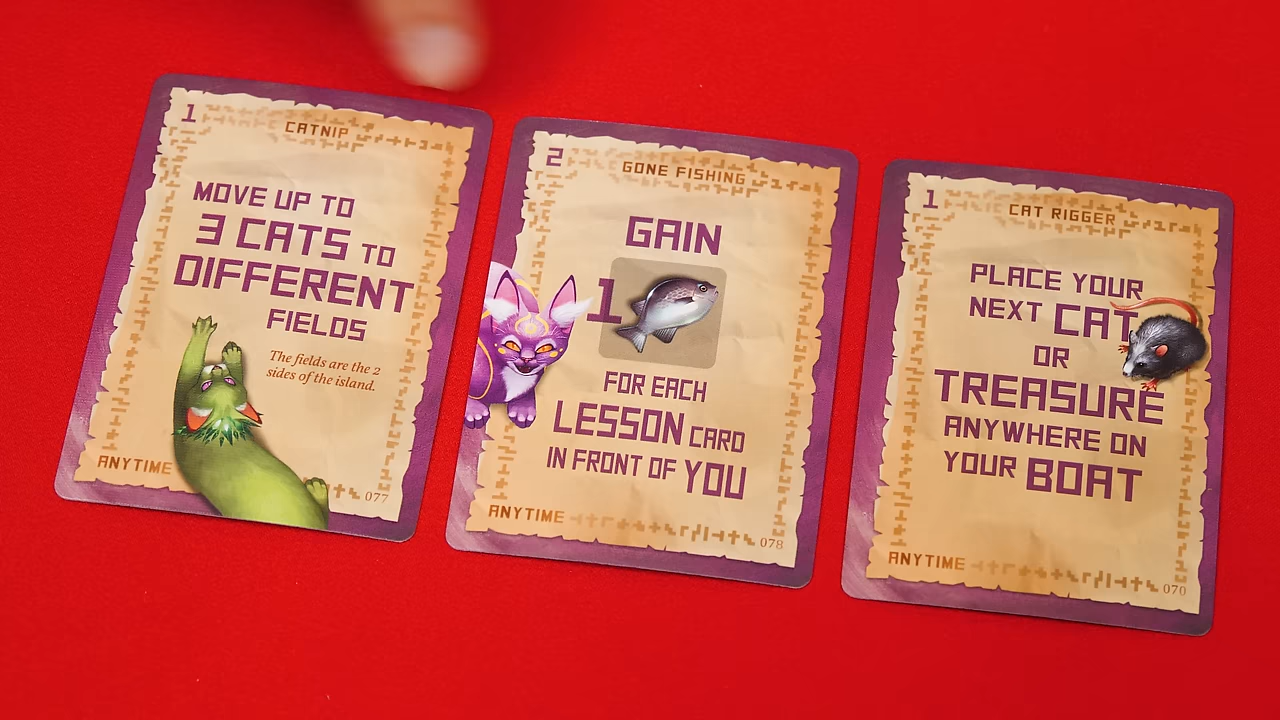 1
CATNIP
MOVE UP TO
3 CATS TO
DIFFERENT
FIELDS
The fields are the 2
sides of the island.
ANYTIME
077
2
GONE FISHING
GAIN
1
FOR EACH
LESSON CARD
IN FRONT OF YOU
ANYTIME
078
1
CAT RIGGER
PLACE YOUR
NEXT CAT
OR
TREASURE
ANYWHERE ON
YOUR BOAT
ANYTIME
070